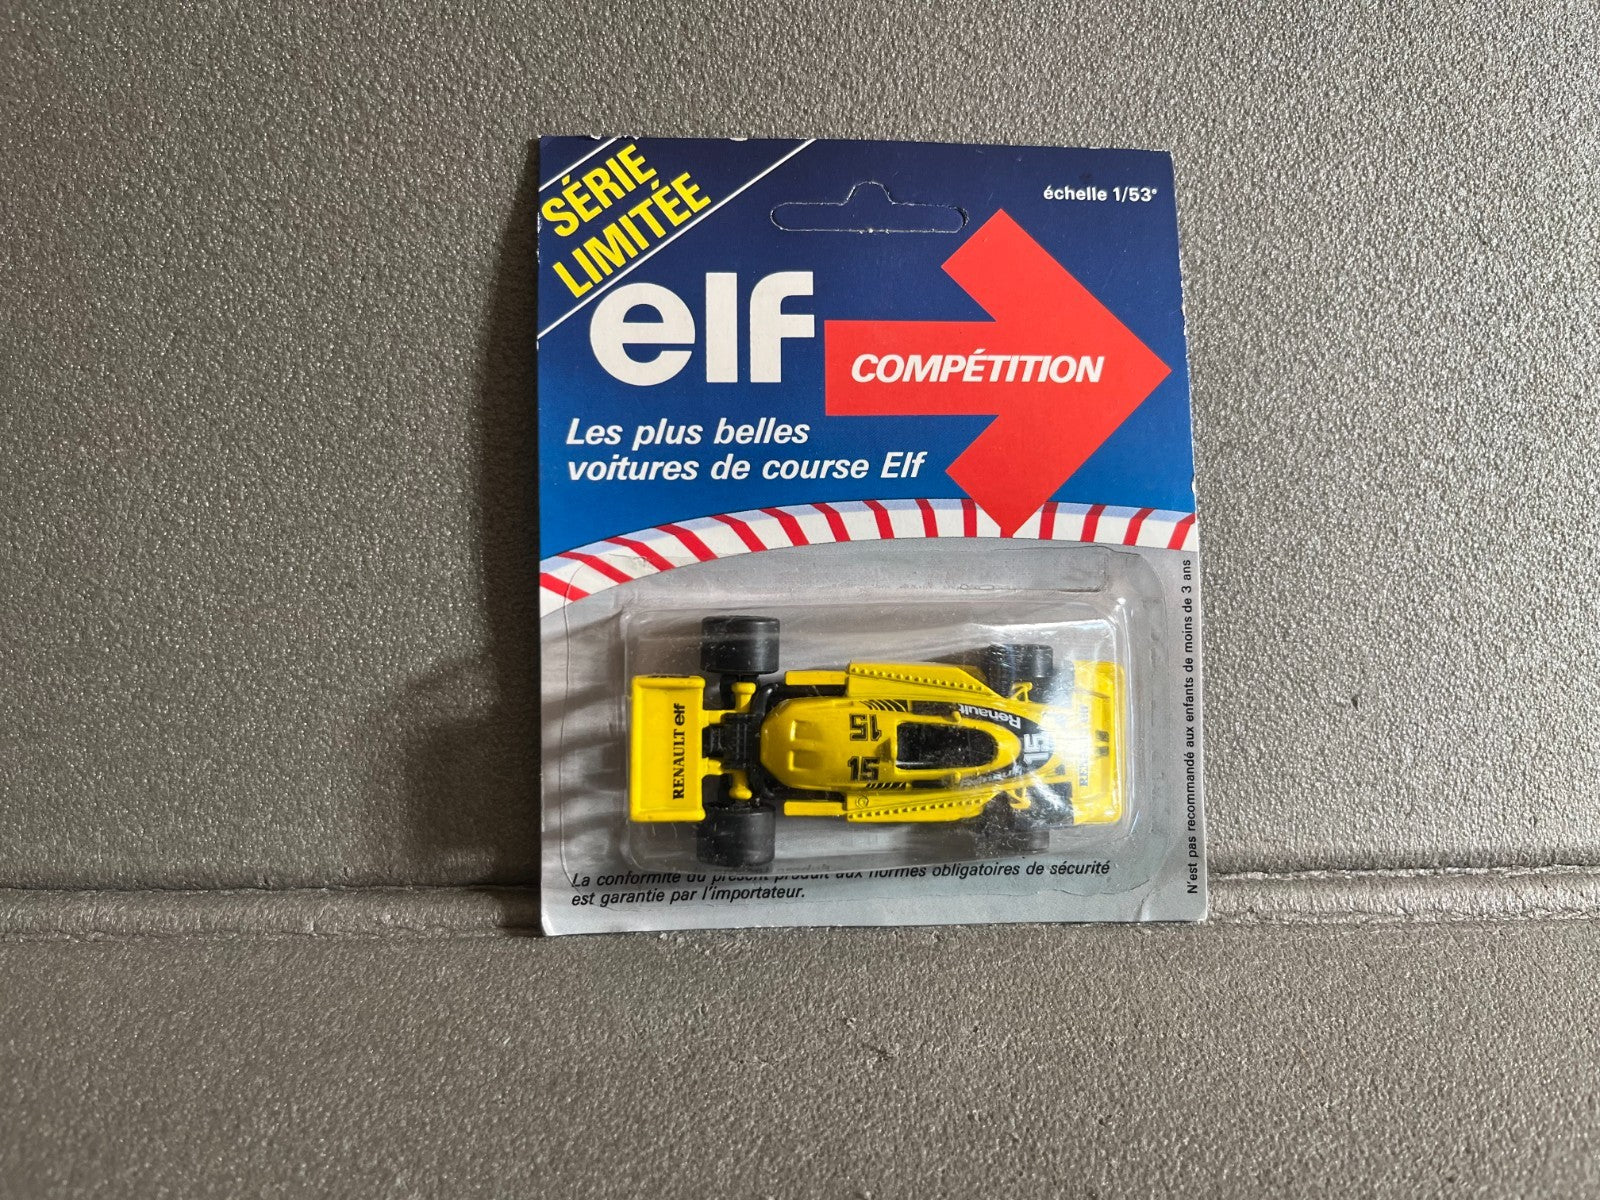 SÉRIE
LIMITÉE
échelle 1/53e
elf
COMPÉTITION
Les plus belles
voitures de course Elf
RENAULT elf
15
15
Renault
15
La conformité du présent produit aux normes obligatoires de sécurité
est garantie par l'importateur.
N'est pas recommandé aux enfants de moins de 3 ans